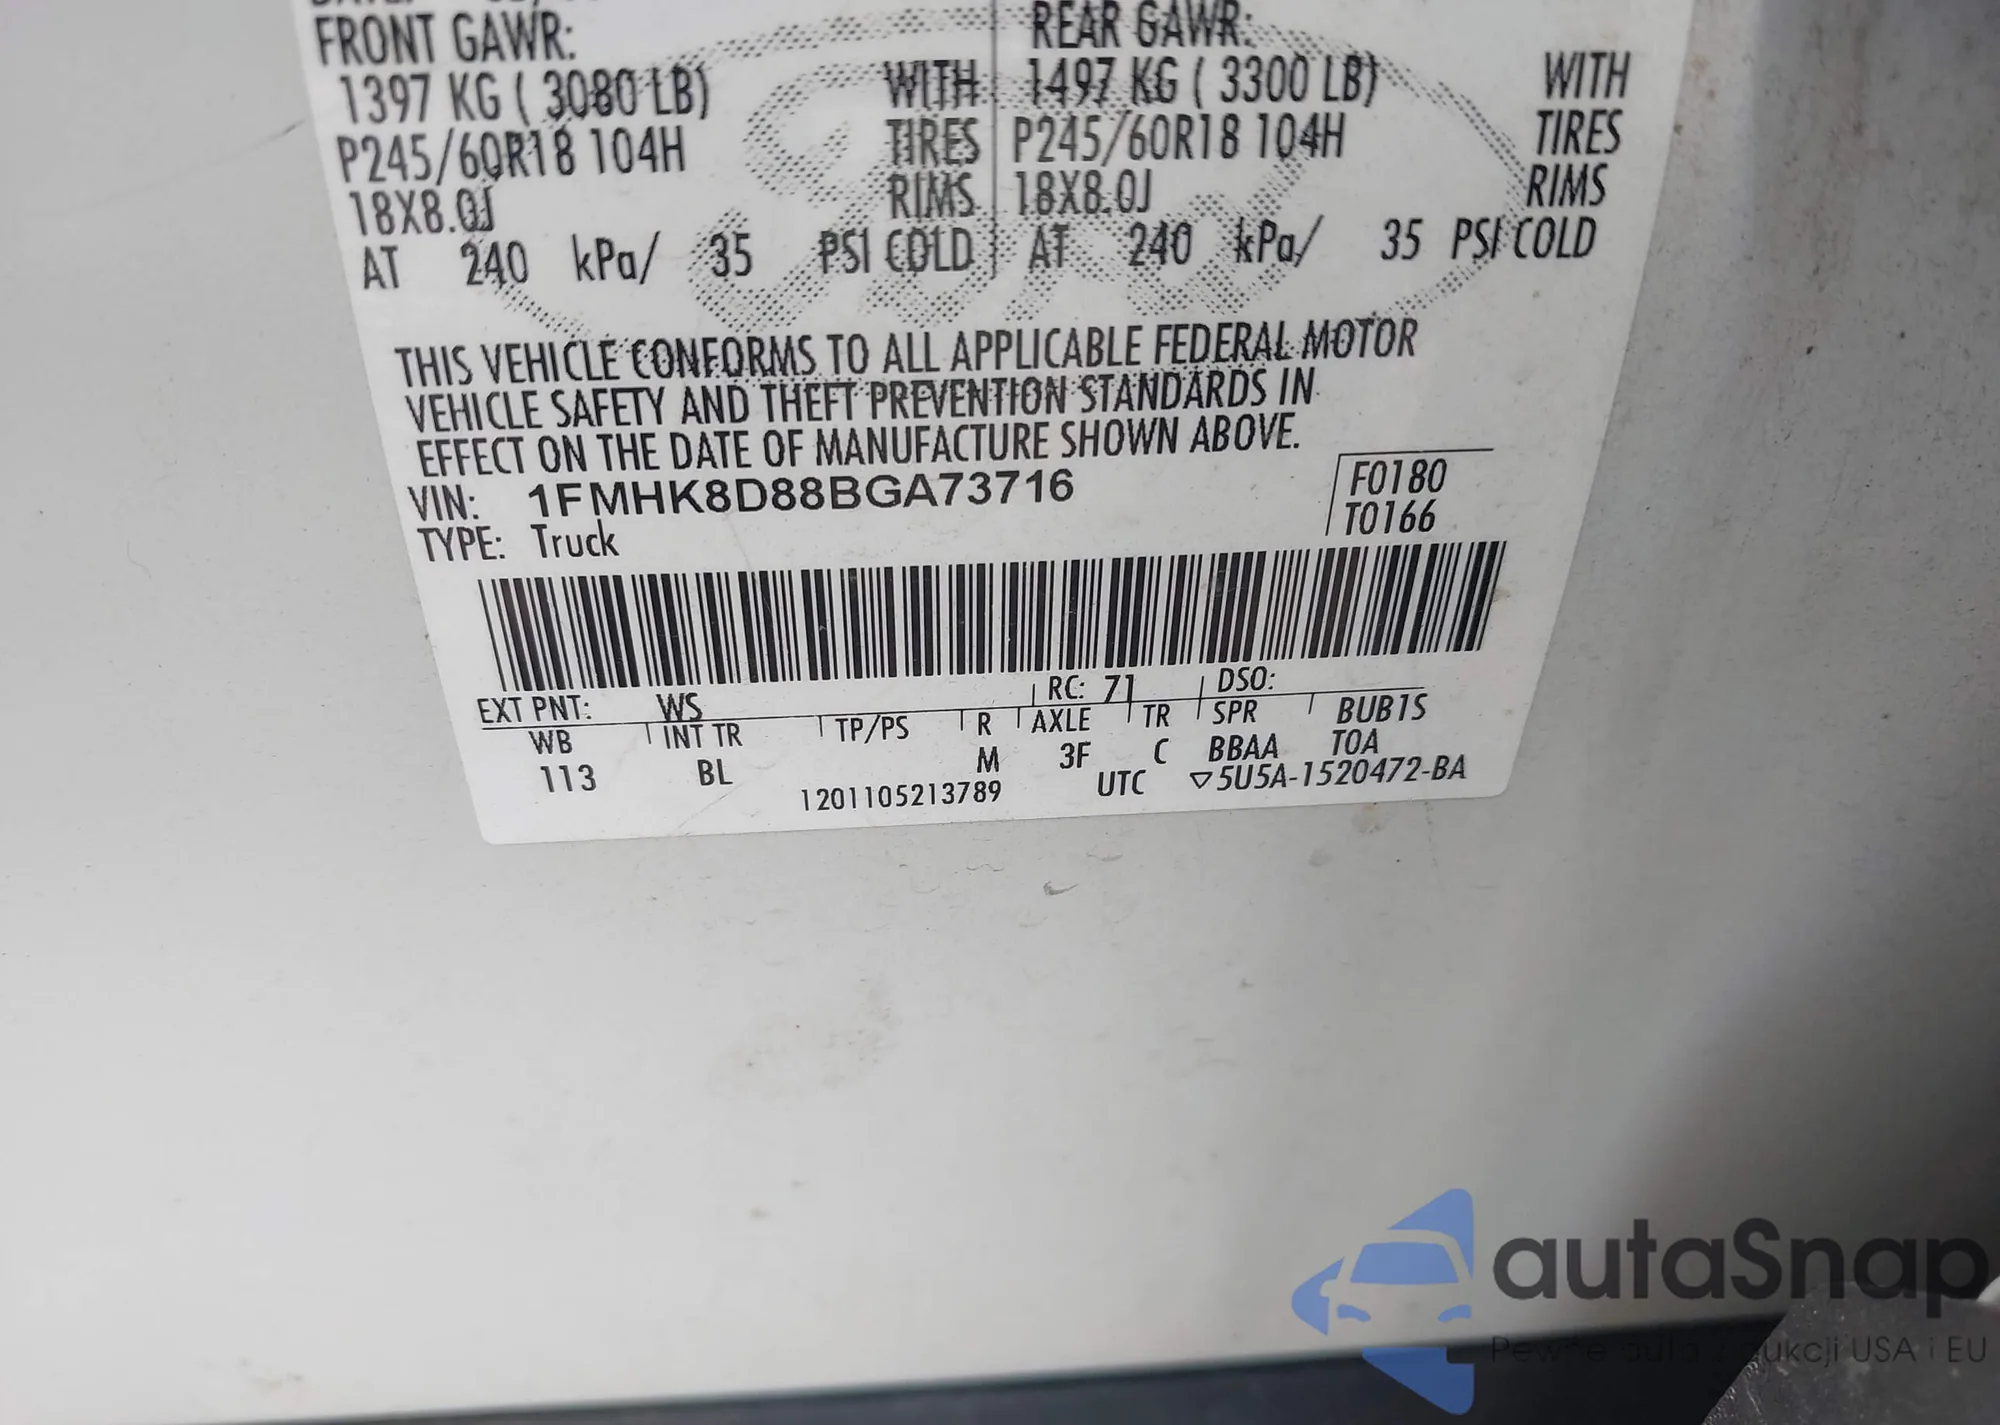 FRONT GAWR:
REAR GAWR:
1397 KG ( 3080 LB) WITH
1497 KG ( 3300 LB) WITH
P245/60R18 104H TIRES
P245/60R18 104H TIRES
18X8.0J RIMS
18X8.0J RIMS
AT 240 kPa/ 35 PSI COLD
AT 240 kPa/ 35 PSI COLD
THIS VEHICLE CONFORMS TO ALL APPLICABLE FEDERAL MOTOR
VEHICLE SAFETY AND THEFT PREVENTION STANDARDS IN
EFFECT ON THE DATE OF MANUFACTURE SHOWN ABOVE.
VIN: 1FMHK8D88BGA73716
F0180
TYPE: Truck
T0166
EXT PNT: WS RC: 71 DSO:
WB INT TR TP/PS R AXLE TR SPR BUB1S
113 BL M 3F C BBAA T0A
1201105213789 UTC ▽5U5A-1520472-BA
autaSnap
Pewne auta z aukcji USA i EU